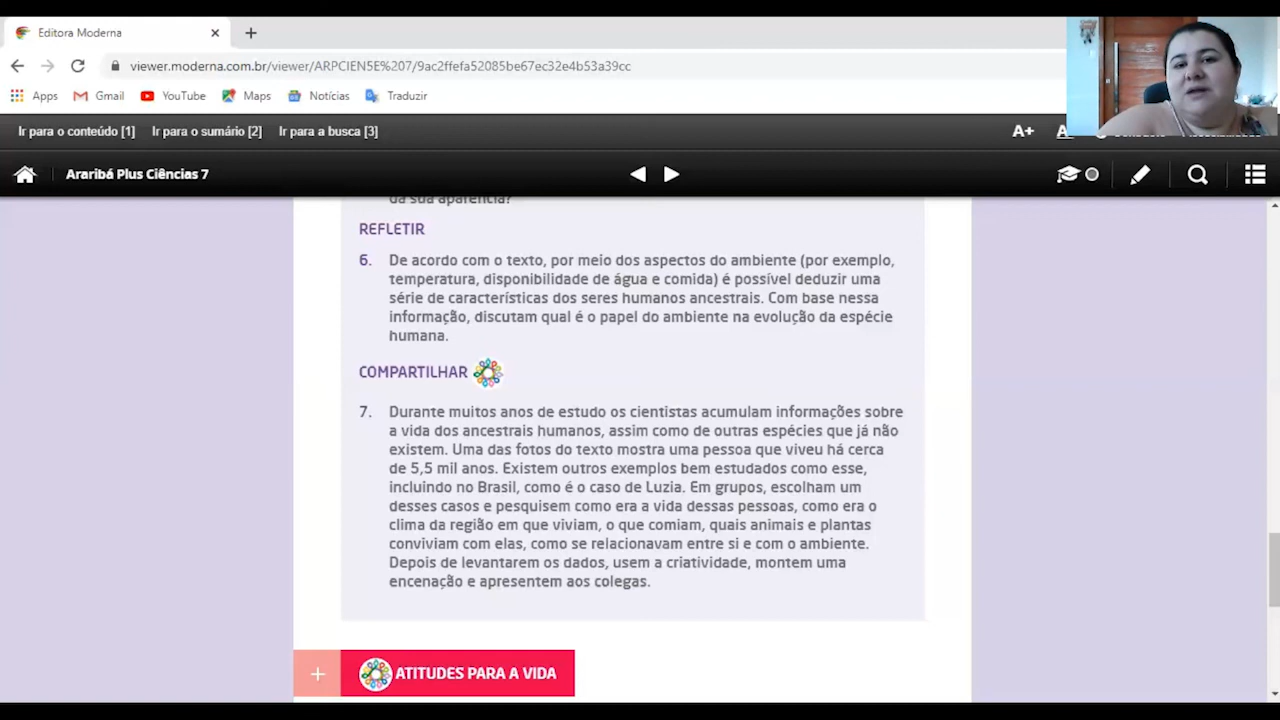 Editora Moderna
viewer.moderna.com.br/viewer/ARPCIEN5E%207/9ac2ffefa52085be67ec32e4b53a39cc
Apps Gmail YouTube Maps Notícias Traduzir
Ir para o conteúdo [1] Ir para o sumário [2] Ir para a busca [3] A+
Araribá Plus Ciências 7
da sua aparência?
REFLETIR
6. De acordo com o texto, por meio dos aspectos do ambiente (por exemplo,
temperatura, disponibilidade de água e comida) é possível deduzir uma
série de características dos seres humanos ancestrais. Com base nessa
informação, discutam qual é o papel do ambiente na evolução da espécie
humana.
COMPARTILHAR
7. Durante muitos anos de estudo os cientistas acumulam informações sobre
a vida dos ancestrais humanos, assim como de outras espécies que já não
existem. Uma das fotos do texto mostra uma pessoa que viveu há cerca
de 5,5 mil anos. Existem outros exemplos bem estudados como esse,
incluindo no Brasil, como é o caso de Luzia. Em grupos, escolham um
desses casos e pesquisem como era a vida dessas pessoas, como era o
clima da região em que viviam, o que comiam, quais animais e plantas
conviviam com elas, como se relacionavam entre si e com o ambiente.
Depois de levantarem os dados, usem a criatividade, montem uma
encenação e apresentem aos colegas.
+ ATITUDES PARA A VIDA